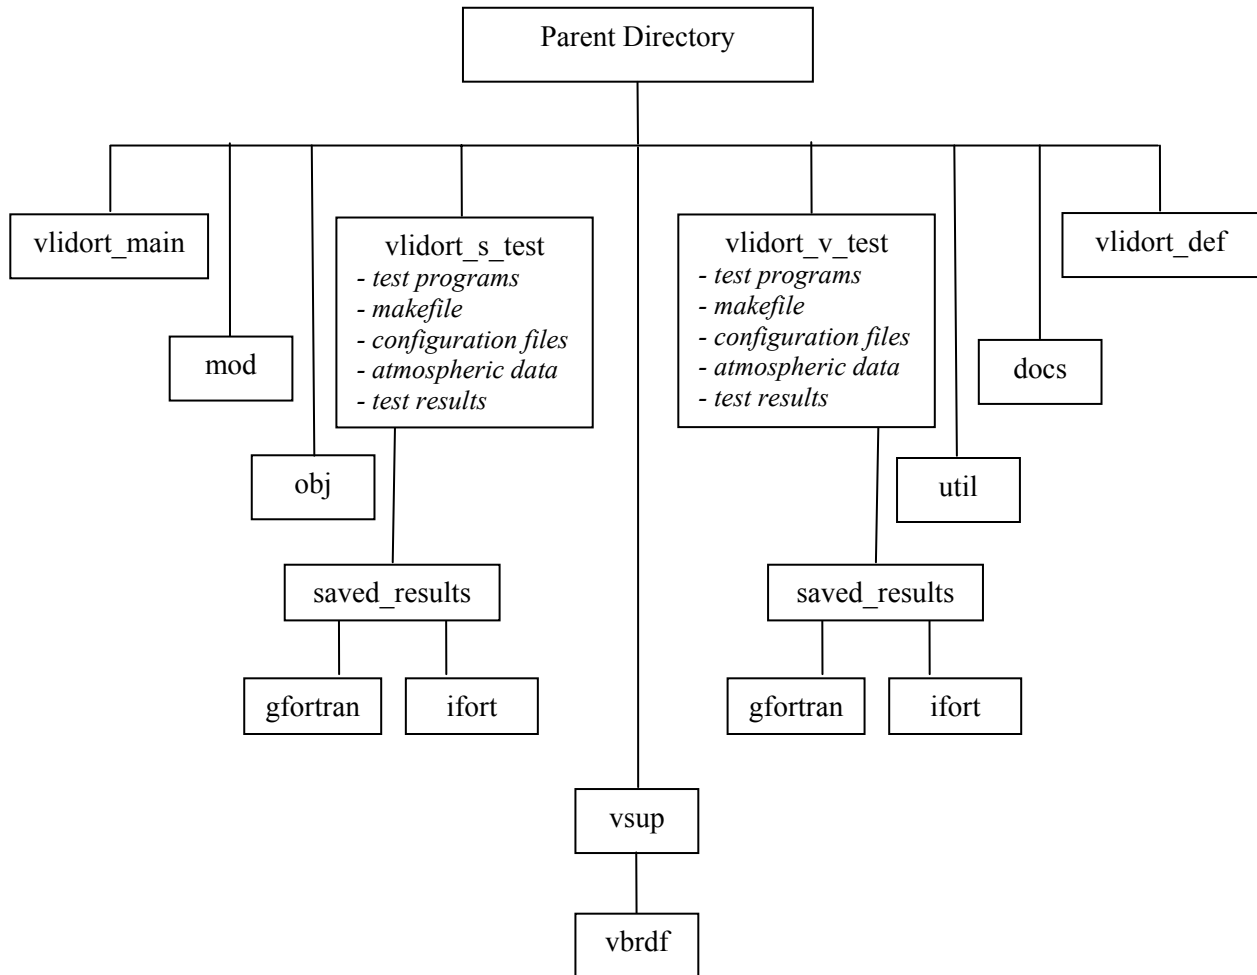 Parent Directory
vlidort_main
vlidort_s_test
- test programs
- makefile
- configuration files
- atmospheric data
- test results
vlidort_v_test
- test programs
- makefile
- configuration files
- atmospheric data
- test results
vlidort_def
mod
docs
obj
util
saved_results
saved_results
gfortran
ifort
gfortran
ifort
vsup
vbrdf